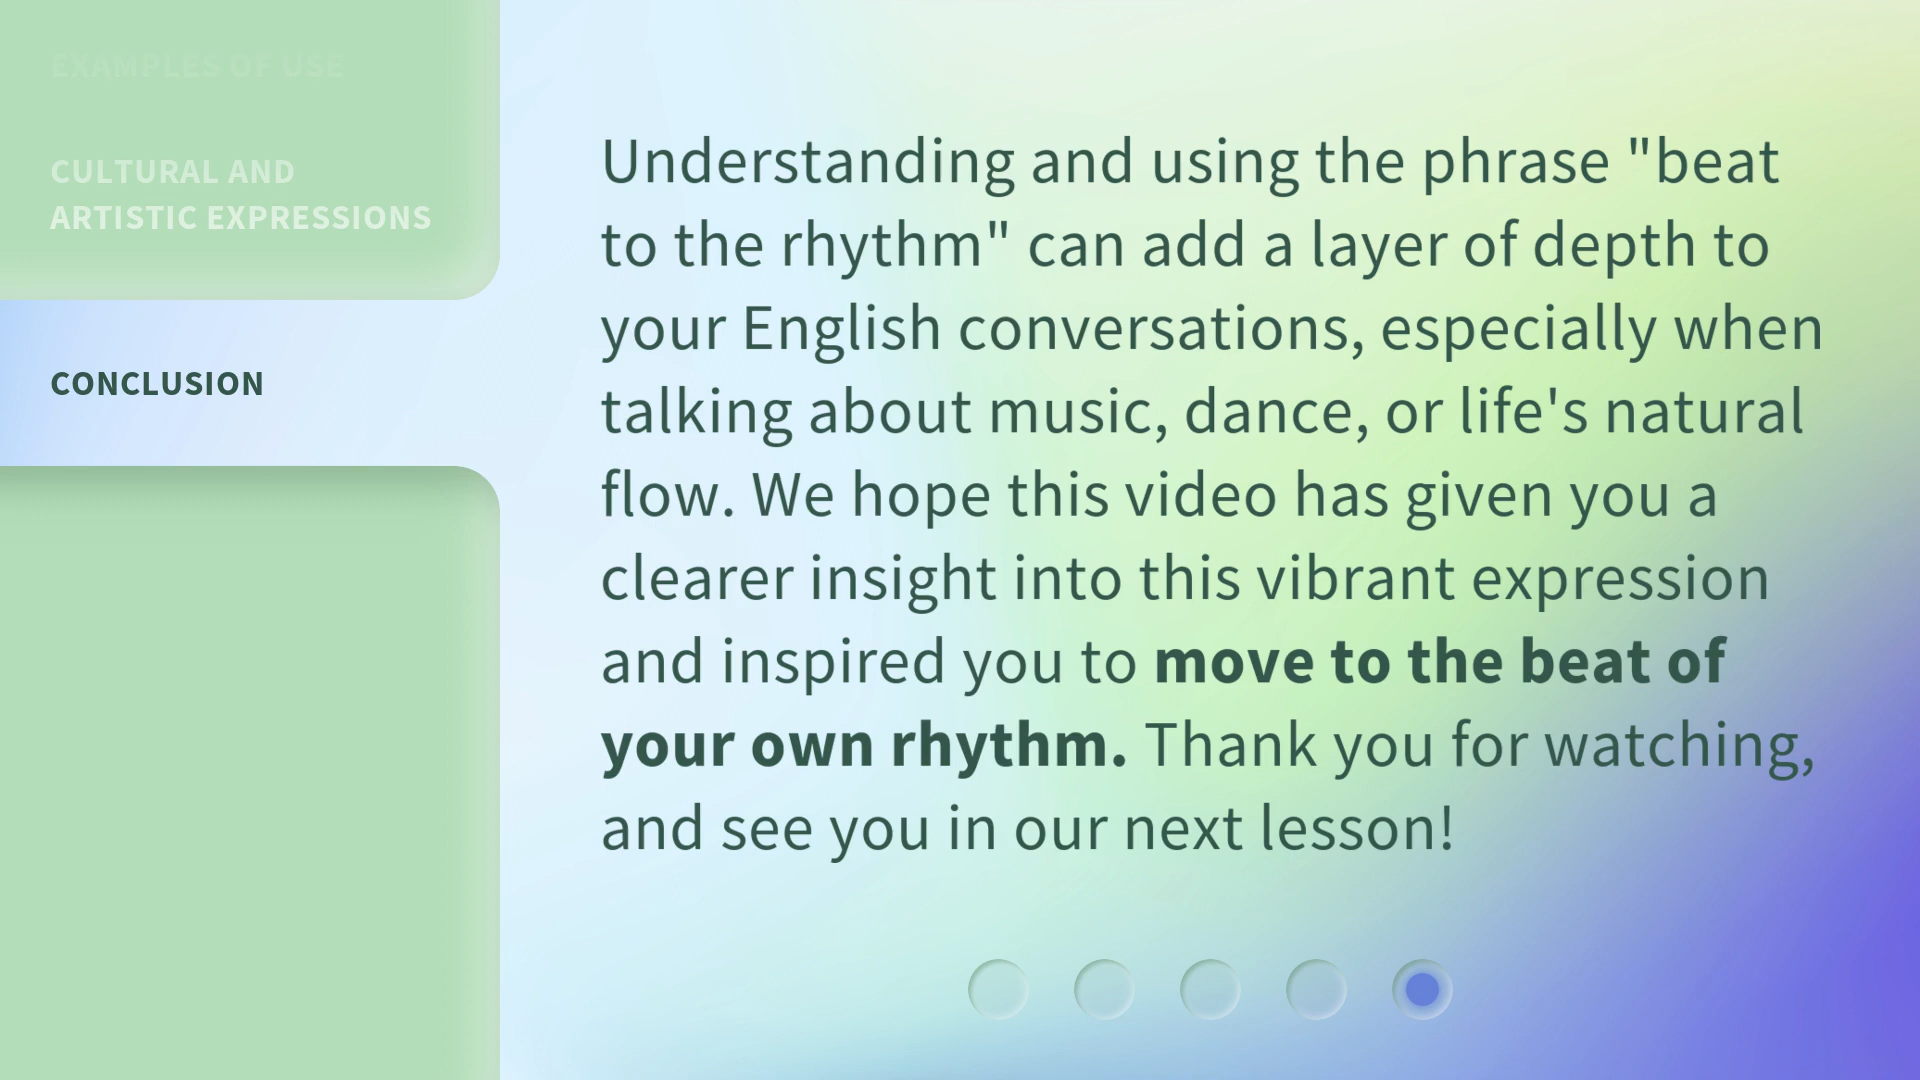 EXAMPLES OF USE
CULTURAL AND
ARTISTIC EXPRESSIONS
CONCLUSION
Understanding and using the phrase "beat
to the rhythm" can add a layer of depth to
your English conversations, especially when
talking about music, dance, or life's natural
flow. We hope this video has given you a
clearer insight into this vibrant expression
and inspired you to move to the beat of
your own rhythm. Thank you for watching,
and see you in our next lesson!